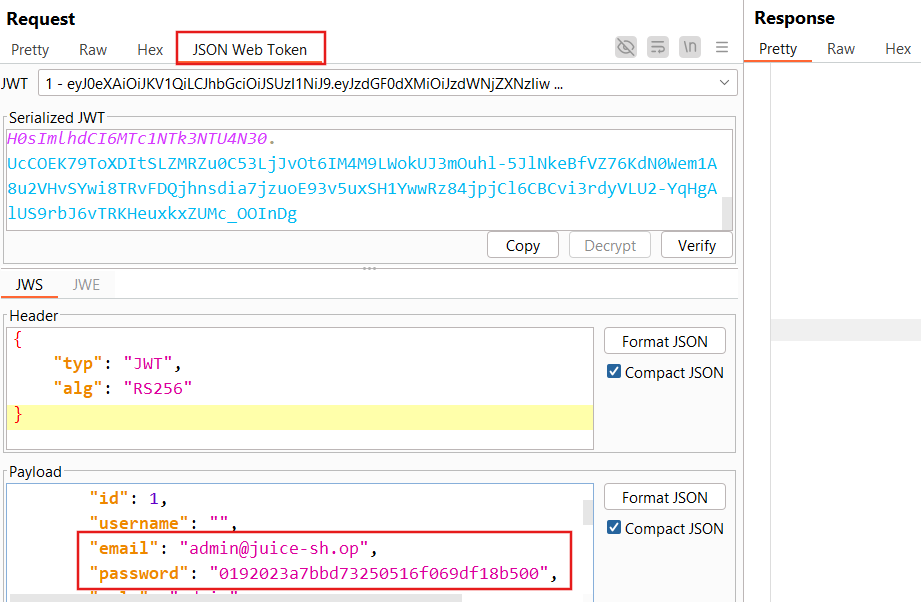 Request
Pretty Raw Hex JSON Web Token \n
JWT 1 - eyJ0eXAiOiJKV1QiLCJhbGciOiJSUzI1NiJ9.eyJzdGF0dXMiOiJzdWNjZXNzIiw ...
Serialized JWT
H0sImlhdCI6MTc1NTk3NTU4N30.
UcCOEK79ToXDItSLZMRZu0C53LjJvOt6IM4M9LWokUJ3mOuhl-5JlNkeBfVZ76KdN0Wem1A
8u2VHvSYwi8TRvFDQjhnsdia7jzuoE93v5uxSH1YwwRz84jpjCl6CBCvi3rdyVLU2-YqHgA
lUS9rbJ6vTRKHeuxkxZUMc_OOInDg
Copy Decrypt Verify
JWS JWE
Header
{
"typ": "JWT",
"alg": "RS256"
}
Format JSON
Compact JSON
Payload
"id": 1,
"username": "",
"email": "admin@juice-sh.op",
"password": "0192023a7bbd73250516f069df18b500",
Format JSON
Compact JSON
Response
Pretty Raw Hex